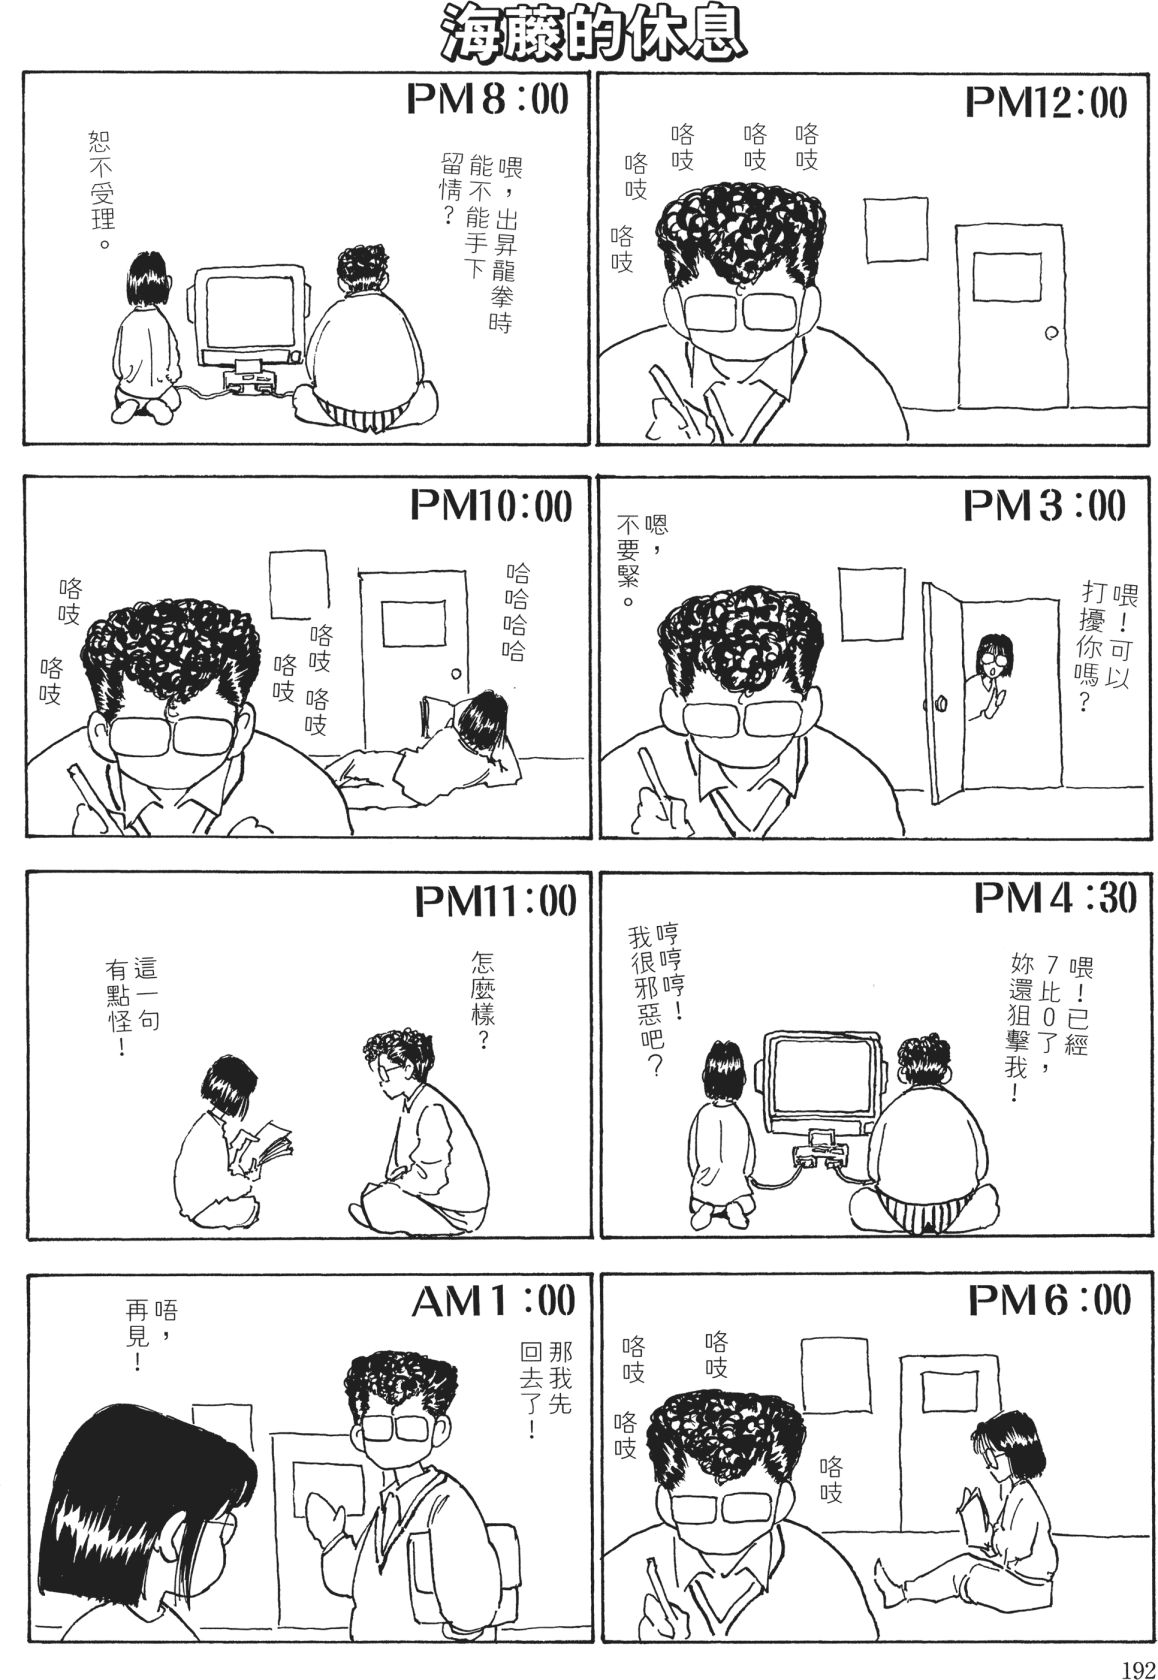 海藤的休息
PM12:00
咯吱
咯吱
咯吱
咯吱
咯吱
PM3:00
喂！可以
打擾你嗎？
嗯，
不要緊。
PM4:30
喂！已經
7比0了，
妳還狙擊我！
哼哼哼！
我很邪惡吧？
PM6:00
咯吱
咯吱
咯吱
咯吱
PM8:00
喂，出昇龍拳時
能不能手下
留情？
恕不受理。
PM10:00
哈哈哈哈
咯吱
咯吱
咯吱
咯吱
咯吱
PM11:00
怎麼樣？
這一句
有點怪！
AM1:00
那我先
回去了！
唔，
再見！
192